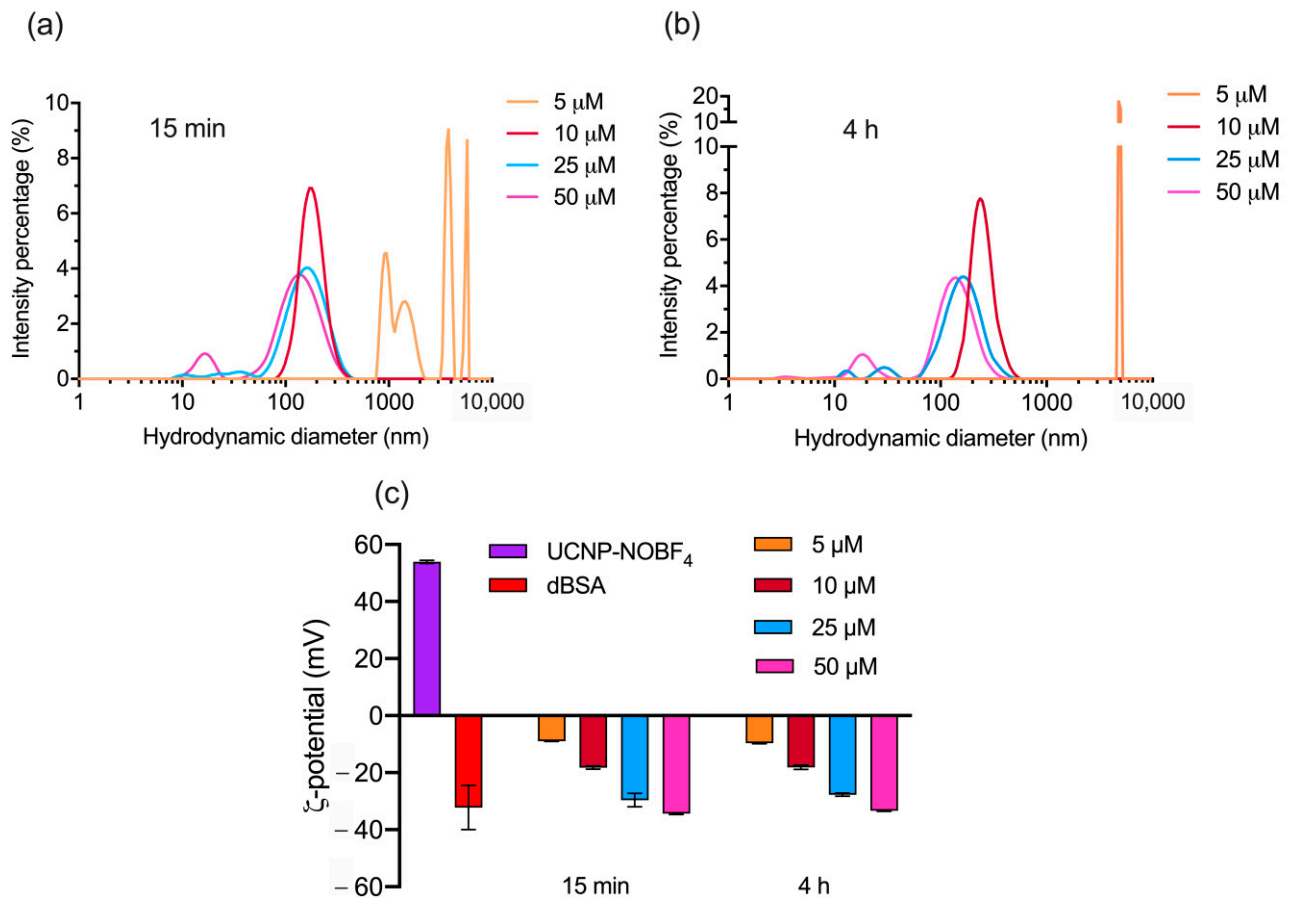 (a)
15 min
10
8
6
4
2
0
Intensity percentage (%)
1
10
100
1000
10,000
Hydrodynamic diameter (nm)
5 μM
10 μM
25 μM
50 μM
(b)
4 h
20
10
10
8
6
4
2
0
Intensity percentage (%)
1
10
100
1000
10,000
Hydrodynamic diameter (nm)
5 μM
10 μM
25 μM
50 μM
(c)
60
40
20
0
−20
−40
−60
ζ-potential (mV)
UCNP-NOBF₄
dBSA
5 µM
10 µM
25 µM
50 µM
15 min
4 h